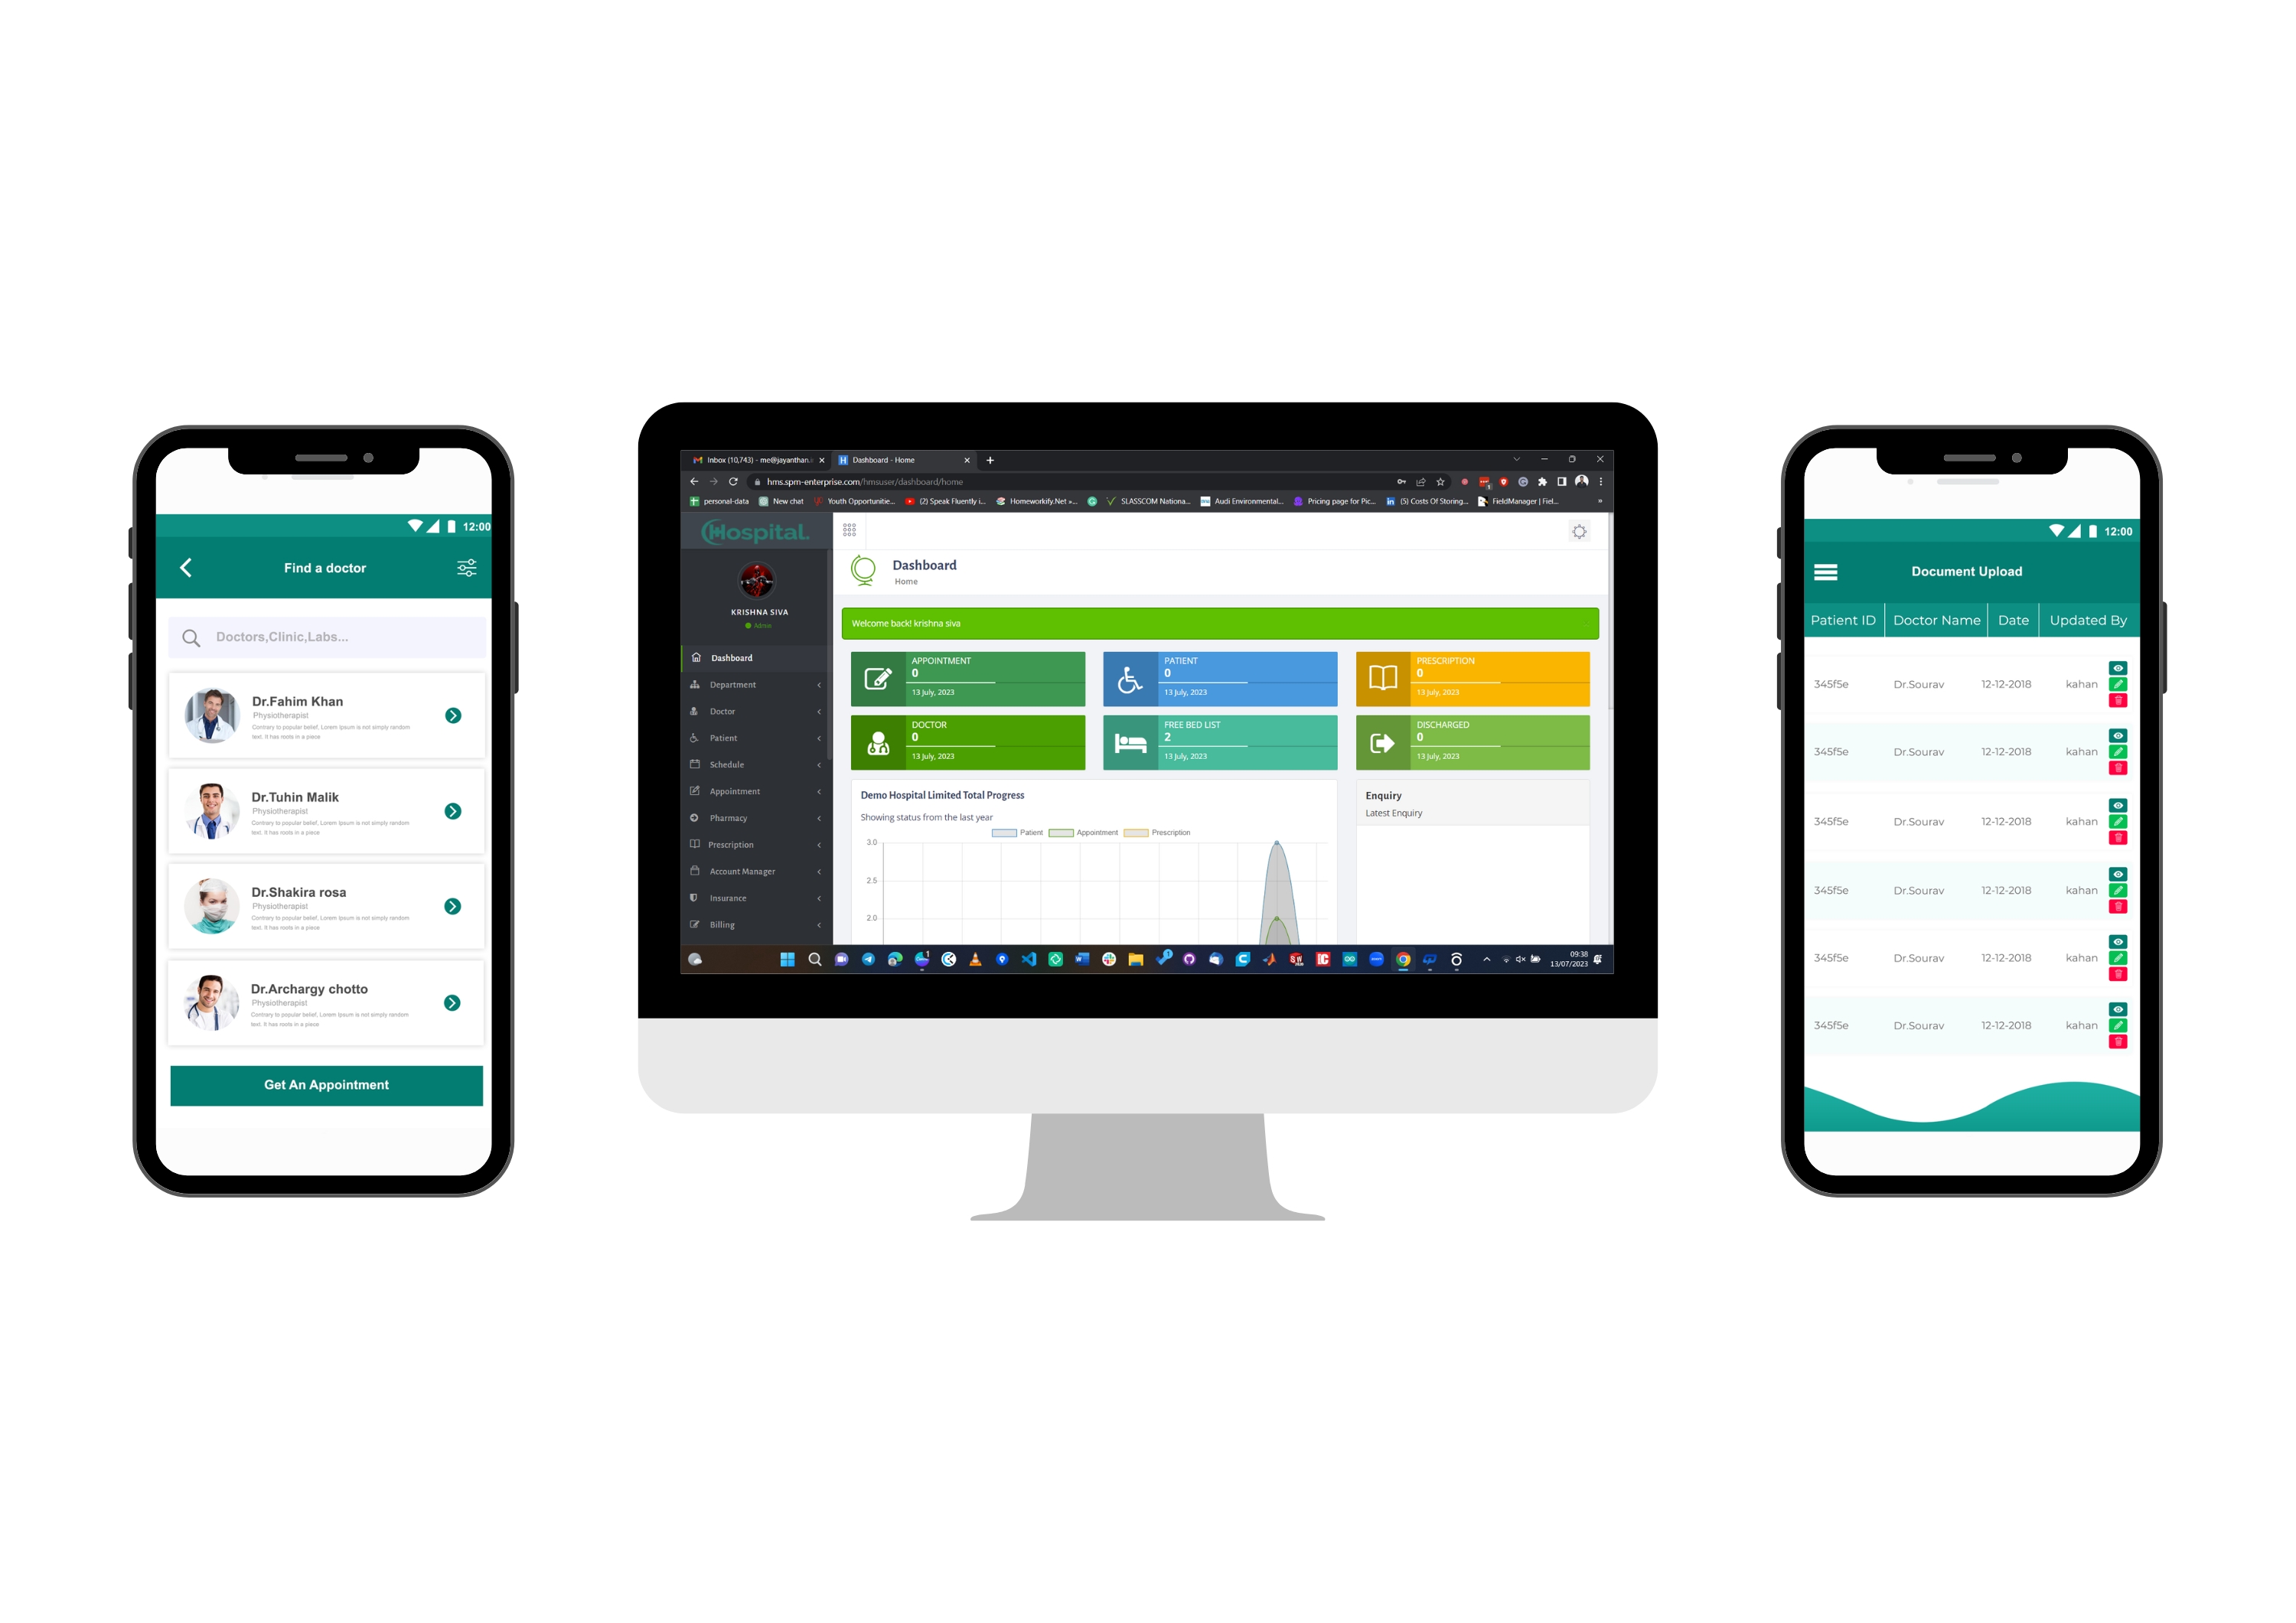 12:00
Find a doctor
Doctors,Clinic,Labs...
Dr.Fahim Khan
Physiotherapist
Contrary to popular belief, Lorem Ipsum is not simply random
text. It has roots in a piece
Dr.Tuhin Malik
Physiotherapist
Contrary to popular belief, Lorem Ipsum is not simply random
text. It has roots in a piece
Dr.Shakira rosa
Physiotherapist
Contrary to popular belief, Lorem Ipsum is not simply random
text. It has roots in a piece
Dr.Archargy chotto
Physiotherapist
Contrary to popular belief, Lorem Ipsum is not simply random
text. It has roots in a piece
Get An Appointment
Inbox (10,743) - me@jayanthan. Dashboard - Home
hms.spm-enterprise.com/hmsuser/dashboard/home
personal-data New chat Youth Opportunitie... (2) Speak Fluently i... Homeworkify.Net »... SLASSCOM Nationa... Audi Environmental... Pricing page for Pic... (5) Costs Of Storing... FieldManager | Fiel... »
Hospital.
KRISHNA SIVA
Admin
Dashboard
Department
Doctor
Patient
Schedule
Appointment
Pharmacy
Prescription
Account Manager
Insurance
Billing
Dashboard
Home
Welcome back! krishna siva
APPOINTMENT
0
13 July, 2023
PATIENT
0
13 July, 2023
PRESCRIPTION
0
13 July, 2023
DOCTOR
0
13 July, 2023
FREE BED LIST
2
13 July, 2023
DISCHARGED
0
13 July, 2023
Demo Hospital Limited Total Progress
Showing status from the last year
Patient Appointment Prescription
3.0
2.5
2.0
Enquiry
Latest Enquiry
09:38
13/07/2023
12:00
Document Upload
Patient ID Doctor Name Date Updated By
345f5e Dr.Sourav 12-12-2018 kahan
345f5e Dr.Sourav 12-12-2018 kahan
345f5e Dr.Sourav 12-12-2018 kahan
345f5e Dr.Sourav 12-12-2018 kahan
345f5e Dr.Sourav 12-12-2018 kahan
345f5e Dr.Sourav 12-12-2018 kahan